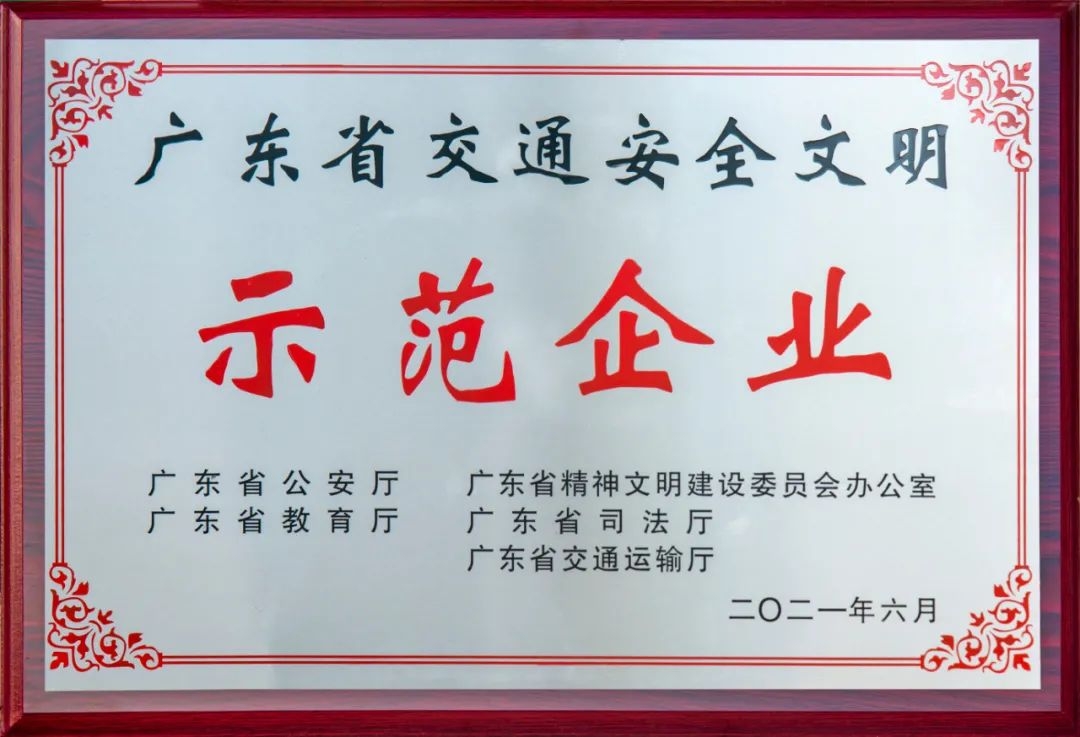 广东省交通安全文明
示范企业
广东省公安厅 广东省精神文明建设委员会办公室
广东省教育厅 广东省司法厅
广东省交通运输厅
二〇二一年六月